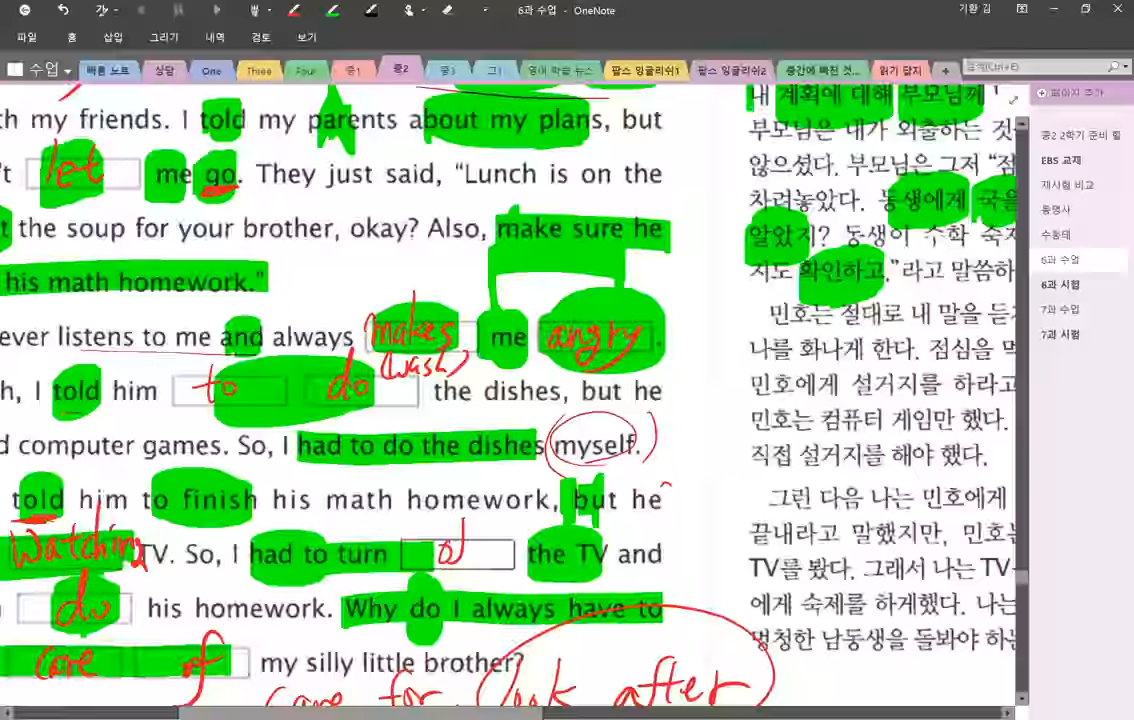 6과 수업 - OneNote
기황 김
파일 홈 삽입 그리기 내역 검토 보기
수업 빠른 노트 상담 One Three Four 중1 중2 중3 그1 영어 학습 뉴스 팝스 잉글리쉬1 팝스 잉글리쉬2 중간에 빠진 것... 읽기 답지 +
검색(Ctrl+E)
페이지 추가
중2 2학기 준비 할
EBS 교재
재시험 비교
동명사
수동태
6과 수업
6과 시험
7과 수업
7과 시험
th my friends. I told my parents about my plans, but
't let me go. They just said, “Lunch is on the
the soup for your brother, okay? Also, make sure he
his math homework.”
ever listens to me and always makes me angry.
(wash)
h, I told him to do the dishes, but he
d computer games. So, I had to do the dishes myself.)
told him to finish his math homework, but he
Watching TV. So, I had to turn the TV and
do his homework. Why do I always have to
care of my silly little brother?
care for look after
내 계획에 대해 부모님께
부모님은 내가 외출하는 것
않으셨다. 부모님은 그저 “점
차려놓았다. 동생에게 국을
알았지? 동생이 수학 숙제
지도 확인하고.”라고 말씀하
민호는 절대로 내 말을 듣지
나를 화나게 한다. 점심을 먹
민호에게 설거지를 하라고
민호는 컴퓨터 게임만 했다.
직접 설거지를 해야 했다.
그런 다음 나는 민호에게
끝내라고 말했지만, 민호는
TV를 봤다. 그래서 나는 TV
에게 숙제를 하게했다. 나는
멍청한 남동생을 돌봐야 하는